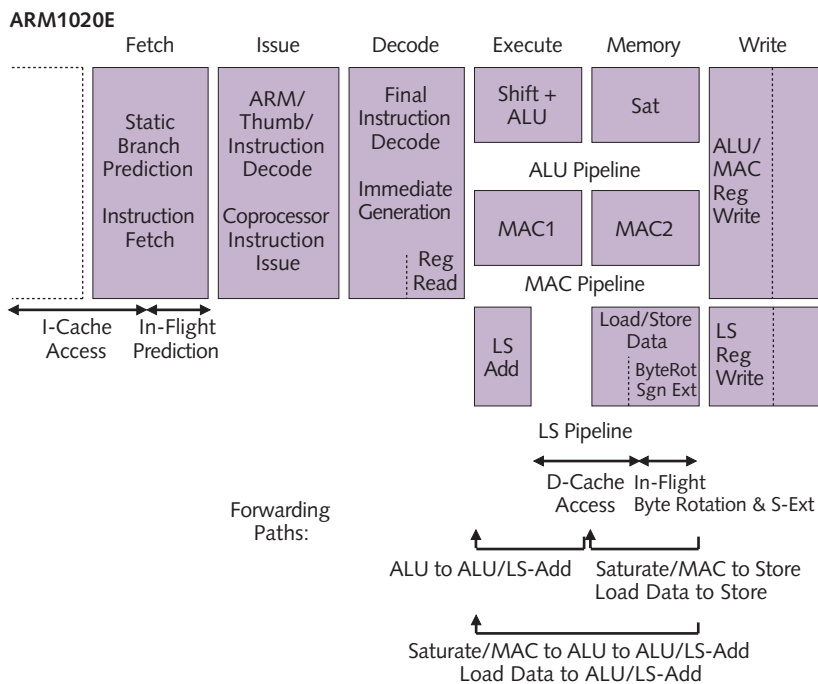 ARM1020E
Fetch
Issue
Decode
Execute
Memory
Write
Static
Branch
Prediction
Instruction
Fetch
ARM/
Thumb/
Instruction
Decode
Coprocessor
Instruction
Issue
Final
Instruction
Decode
Immediate
Generation
Reg
Read
Shift +
ALU
Sat
ALU Pipeline
MAC1
MAC2
MAC Pipeline
ALU/
MAC
Reg
Write
I-Cache
Access
In-Flight
Prediction
LS
Add
Load/Store
Data
ByteRot
Sgn Ext
LS
Reg
Write
LS Pipeline
D-Cache
Access
In-Flight
Byte Rotation & S-Ext
Forwarding
Paths:
ALU to ALU/LS-Add
Saturate/MAC to Store
Load Data to Store
Saturate/MAC to ALU to ALU/LS-Add
Load Data to ALU/LS-Add